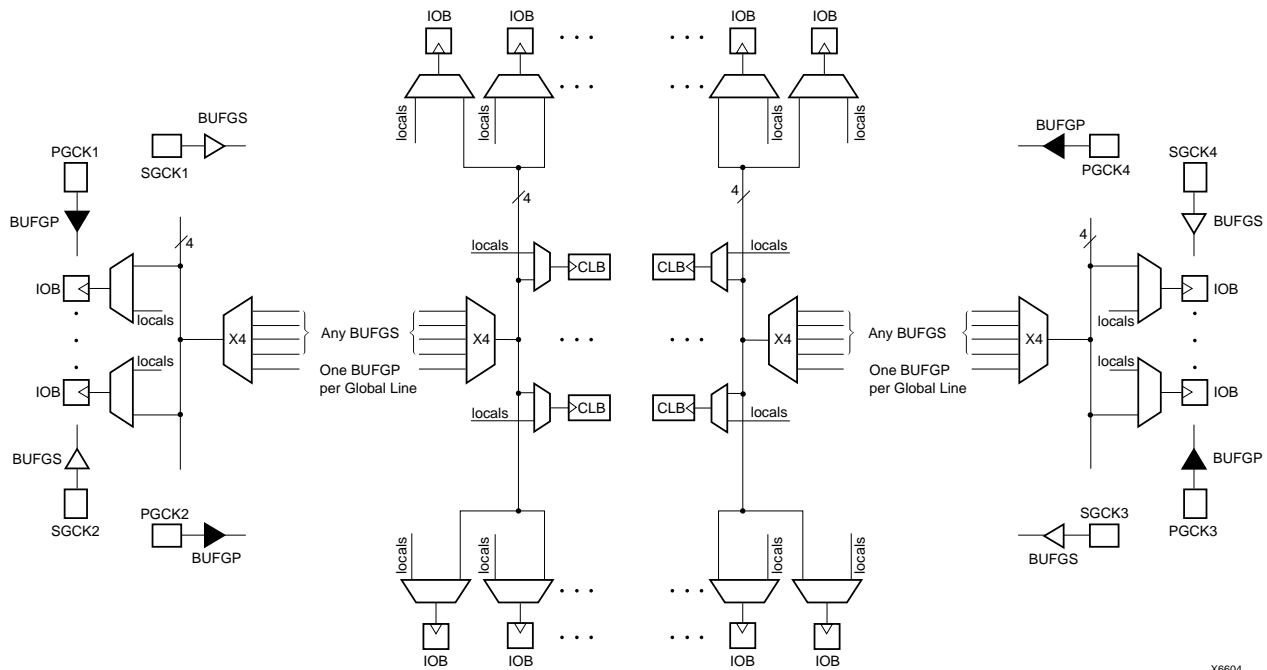 IOB
IOB
IOB
IOB
locals
locals
locals
locals
BUFGS
SGCK1
PGCK1
BUFGP
BUFGP
PGCK4
SGCK4
BUFGS
4
4
4
4
locals
CLB
CLB
locals
IOB
locals
IOB
locals
X4
Any BUFGS
X4
X4
Any BUFGS
X4
One BUFGP
per Global Line
One BUFGP
per Global Line
locals
IOB
locals
IOB
locals
CLB
CLB
locals
BUFGS
SGCK2
PGCK2
BUFGP
SGCK3
BUFGS
BUFGP
PGCK3
locals
locals
locals
locals
IOB
IOB
IOB
IOB
X6604